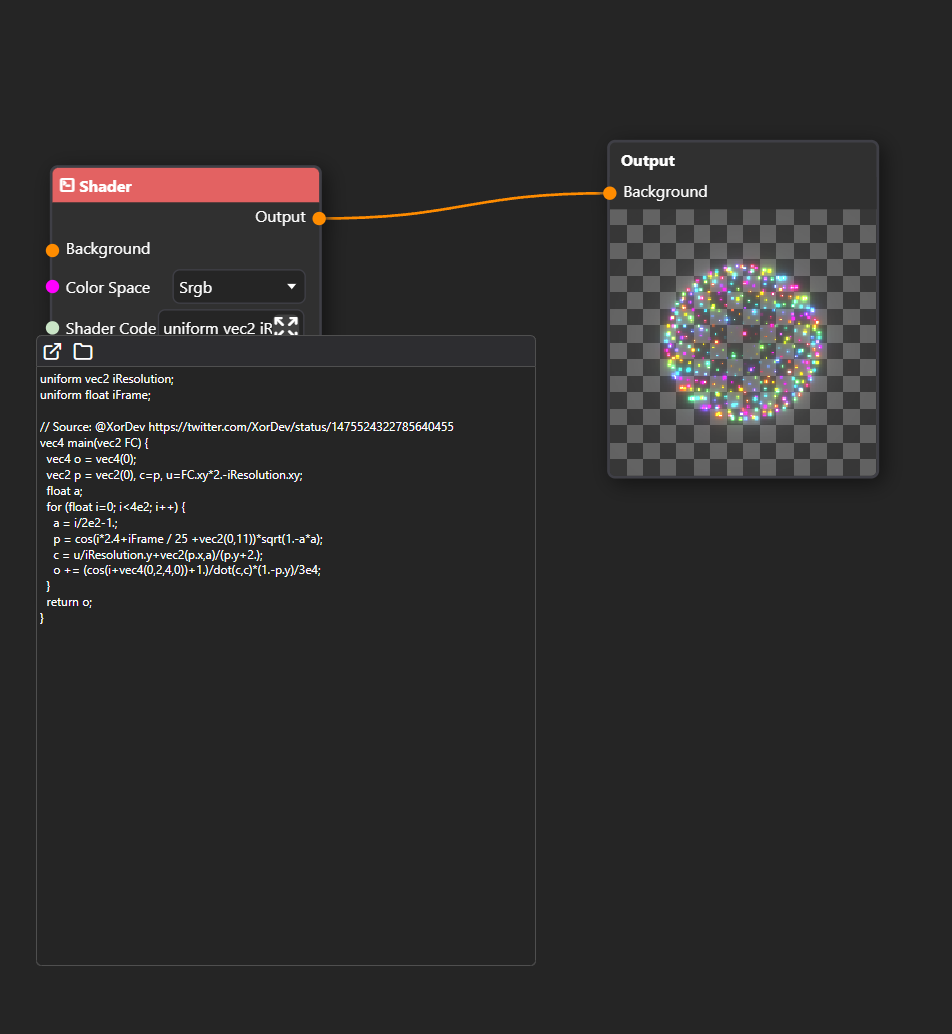 Shader
Output
Background
Color Space
Srgb
Shader Code
uniform vec2 iR
uniform vec2 iResolution;
uniform float iFrame;
// Source: @XorDev https://twitter.com/XorDev/status/1475524322785640455
vec4 main(vec2 FC) {
  vec4 o = vec4(0);
  vec2 p = vec2(0), c=p, u=FC.xy*2.-iResolution.xy;
  float a;
  for (float i=0; i<4e2; i++) {
    a = i/2e2-1.;
    p = cos(i*2.4+iFrame / 25 +vec2(0,11))*sqrt(1.-a*a);
    c = u/iResolution.y+vec2(p.x,a)/(p.y+2.);
    o += (cos(i+vec4(0,2,4,0))+1.)/dot(c,c)*(1.-p.y)/3e4;
  }
  return o;
}
Output
Background